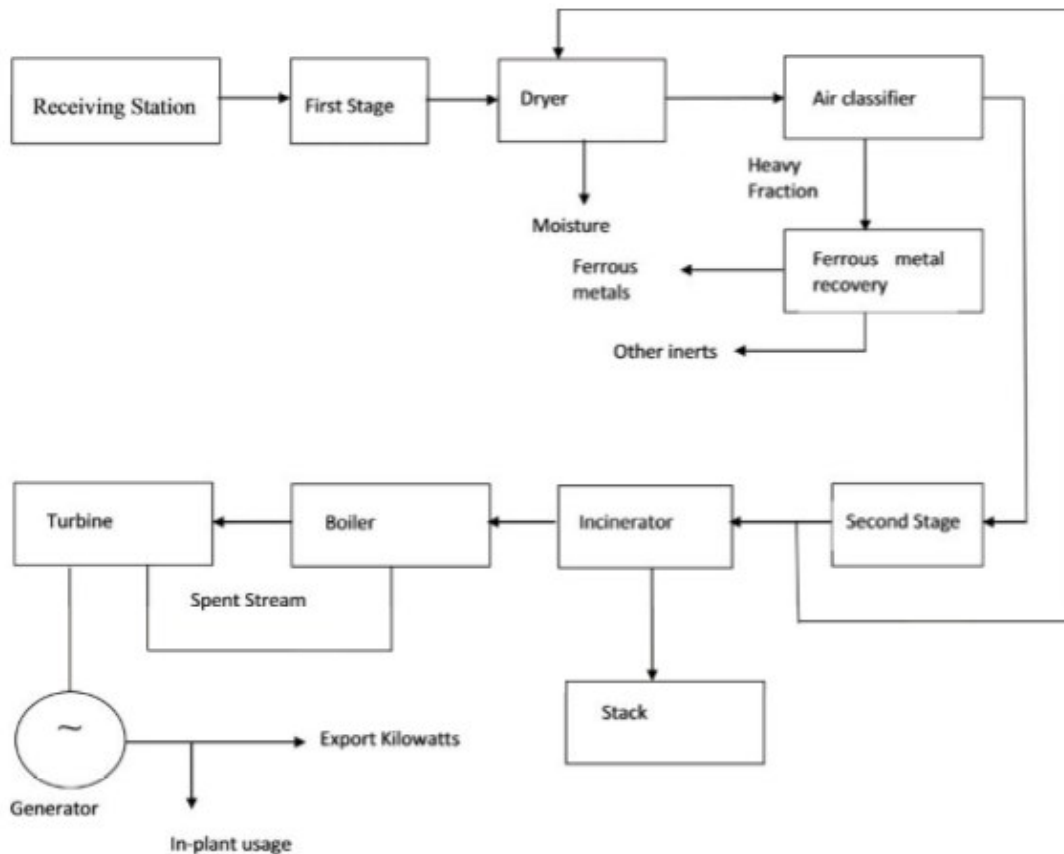 Receiving Station
First Stage
Dryer
Air classifier
Heavy
Fraction
Moisture
Ferrous
metals
Ferrous metal
recovery
Other inerts
Turbine
Boiler
Incinerator
Second Stage
Spent Stream
Stack
~
Export Kilowatts
Generator
In-plant usage